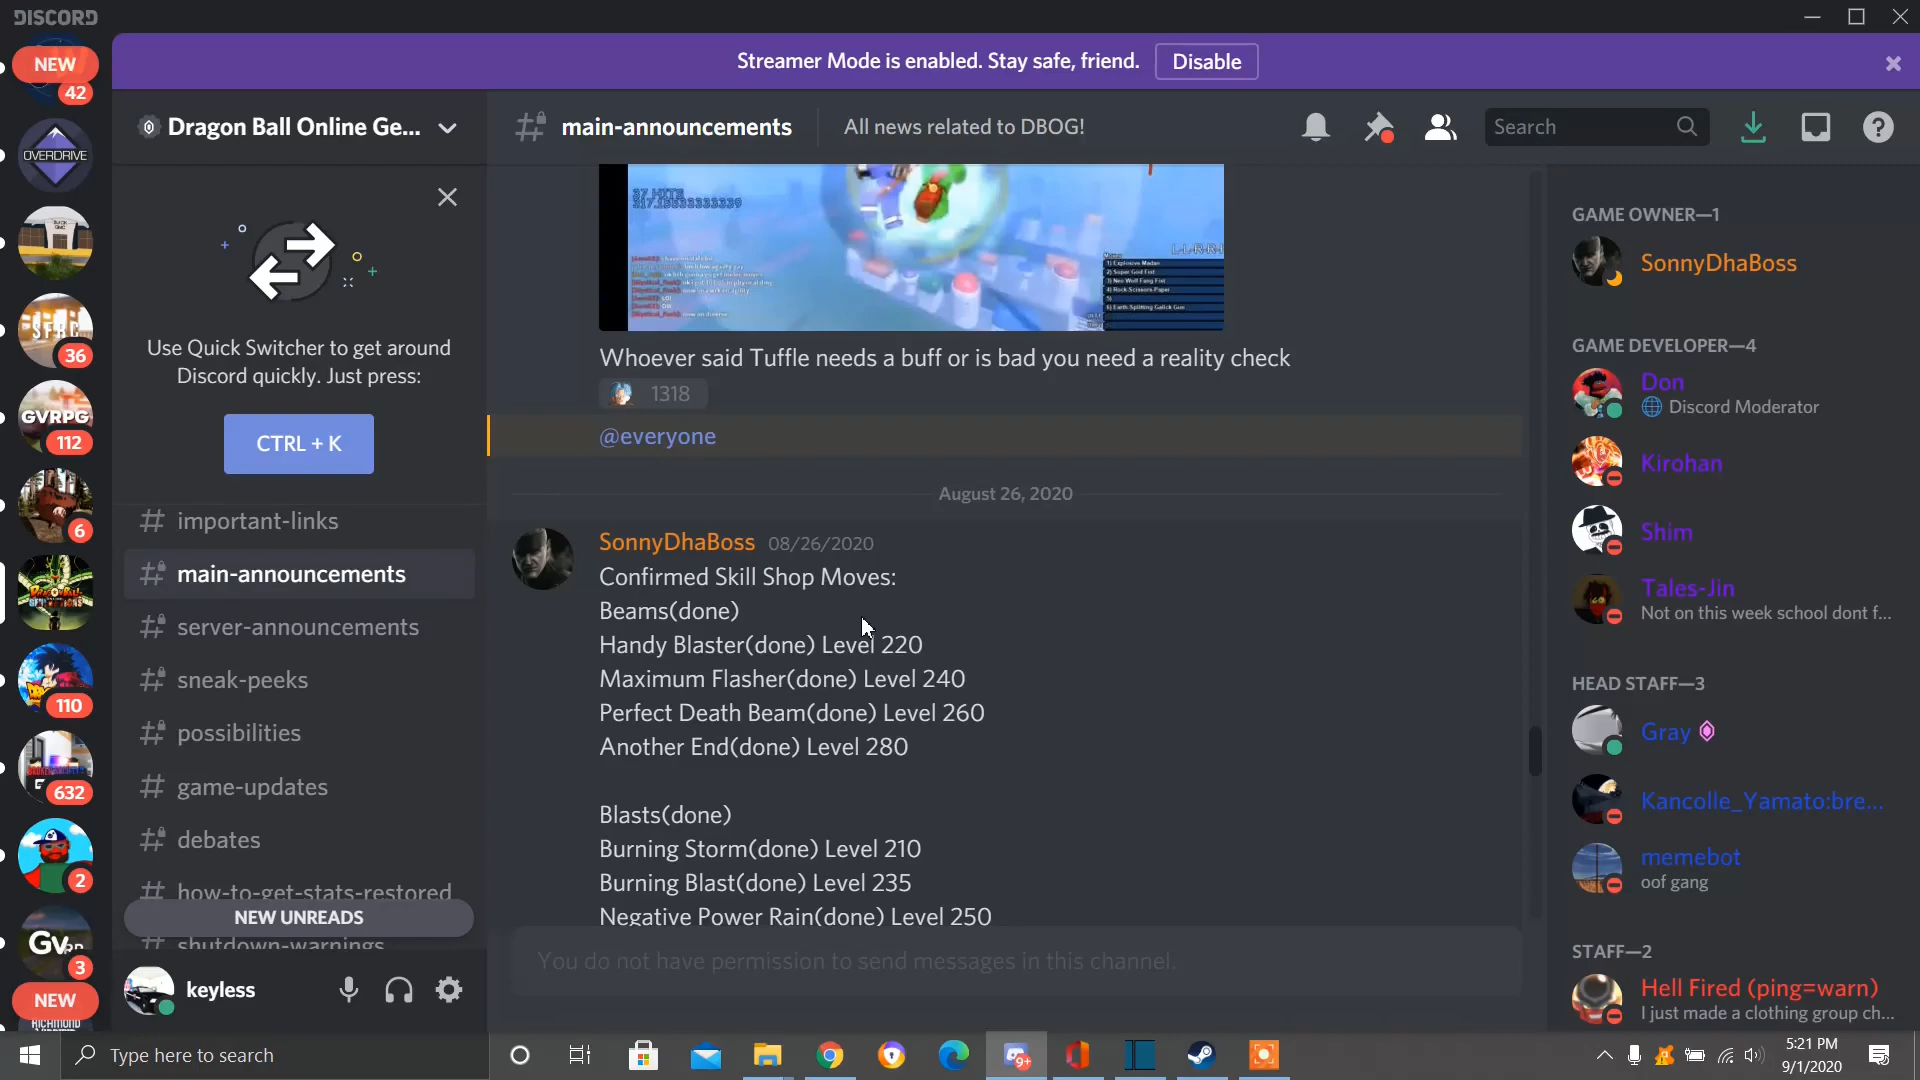 DISCORD
Streamer Mode is enabled. Stay safe, friend.
Disable
NEW
42
OVERDRIVE
SFRC
36
GVRPG
112
6
110
632
2
GV RP
3
NEW
RICHMOND
Dragon Ball Online Ge...
Use Quick Switcher to get around
Discord quickly. Just press:
CTRL + K
important-links
main-announcements
server-announcements
sneak-peeks
possibilities
game-updates
debates
how-to-get-stats-restored
NEW UNREADS
shutdown-warnings
keyless
main-announcements
All news related to DBOG!
Search
37 HITS
Whoever said Tuffle needs a buff or is bad you need a reality check
1318
@everyone
August 26, 2020
SonnyDhaBoss 08/26/2020
Confirmed Skill Shop Moves:
Beams(done)
Handy Blaster(done) Level 220
Maximum Flasher(done) Level 240
Perfect Death Beam(done) Level 260
Another End(done) Level 280
Blasts(done)
Burning Storm(done) Level 210
Burning Blast(done) Level 235
Negative Power Rain(done) Level 250
You do not have permission to send messages in this channel.
GAME OWNER—1
SonnyDhaBoss
GAME DEVELOPER—4
Don
Discord Moderator
Kirohan
Shim
Tales-Jin
Not on this week school dont f...
HEAD STAFF—3
Gray
Kancolle_Yamato:bre...
memebot
oof gang
STAFF—2
Hell Fired (ping=warn)
I just made a clothing group ch...
Type here to search
9+
5:21 PM
9/1/2020